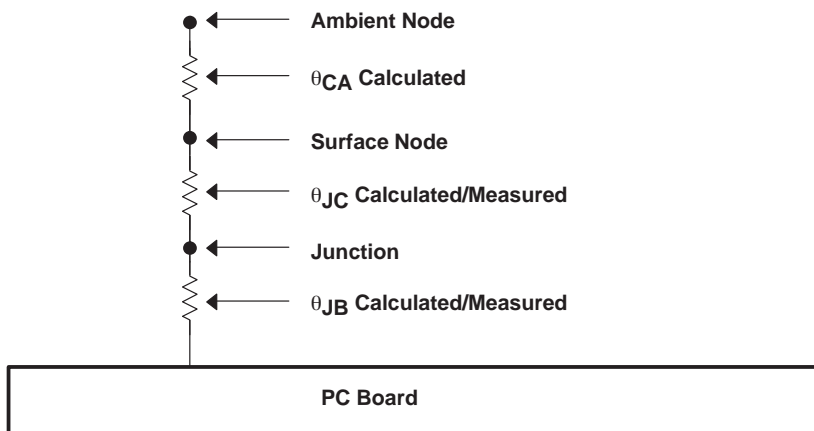 Ambient Node
θCA Calculated
Surface Node
θJC Calculated/Measured
Junction
θJB Calculated/Measured
PC Board